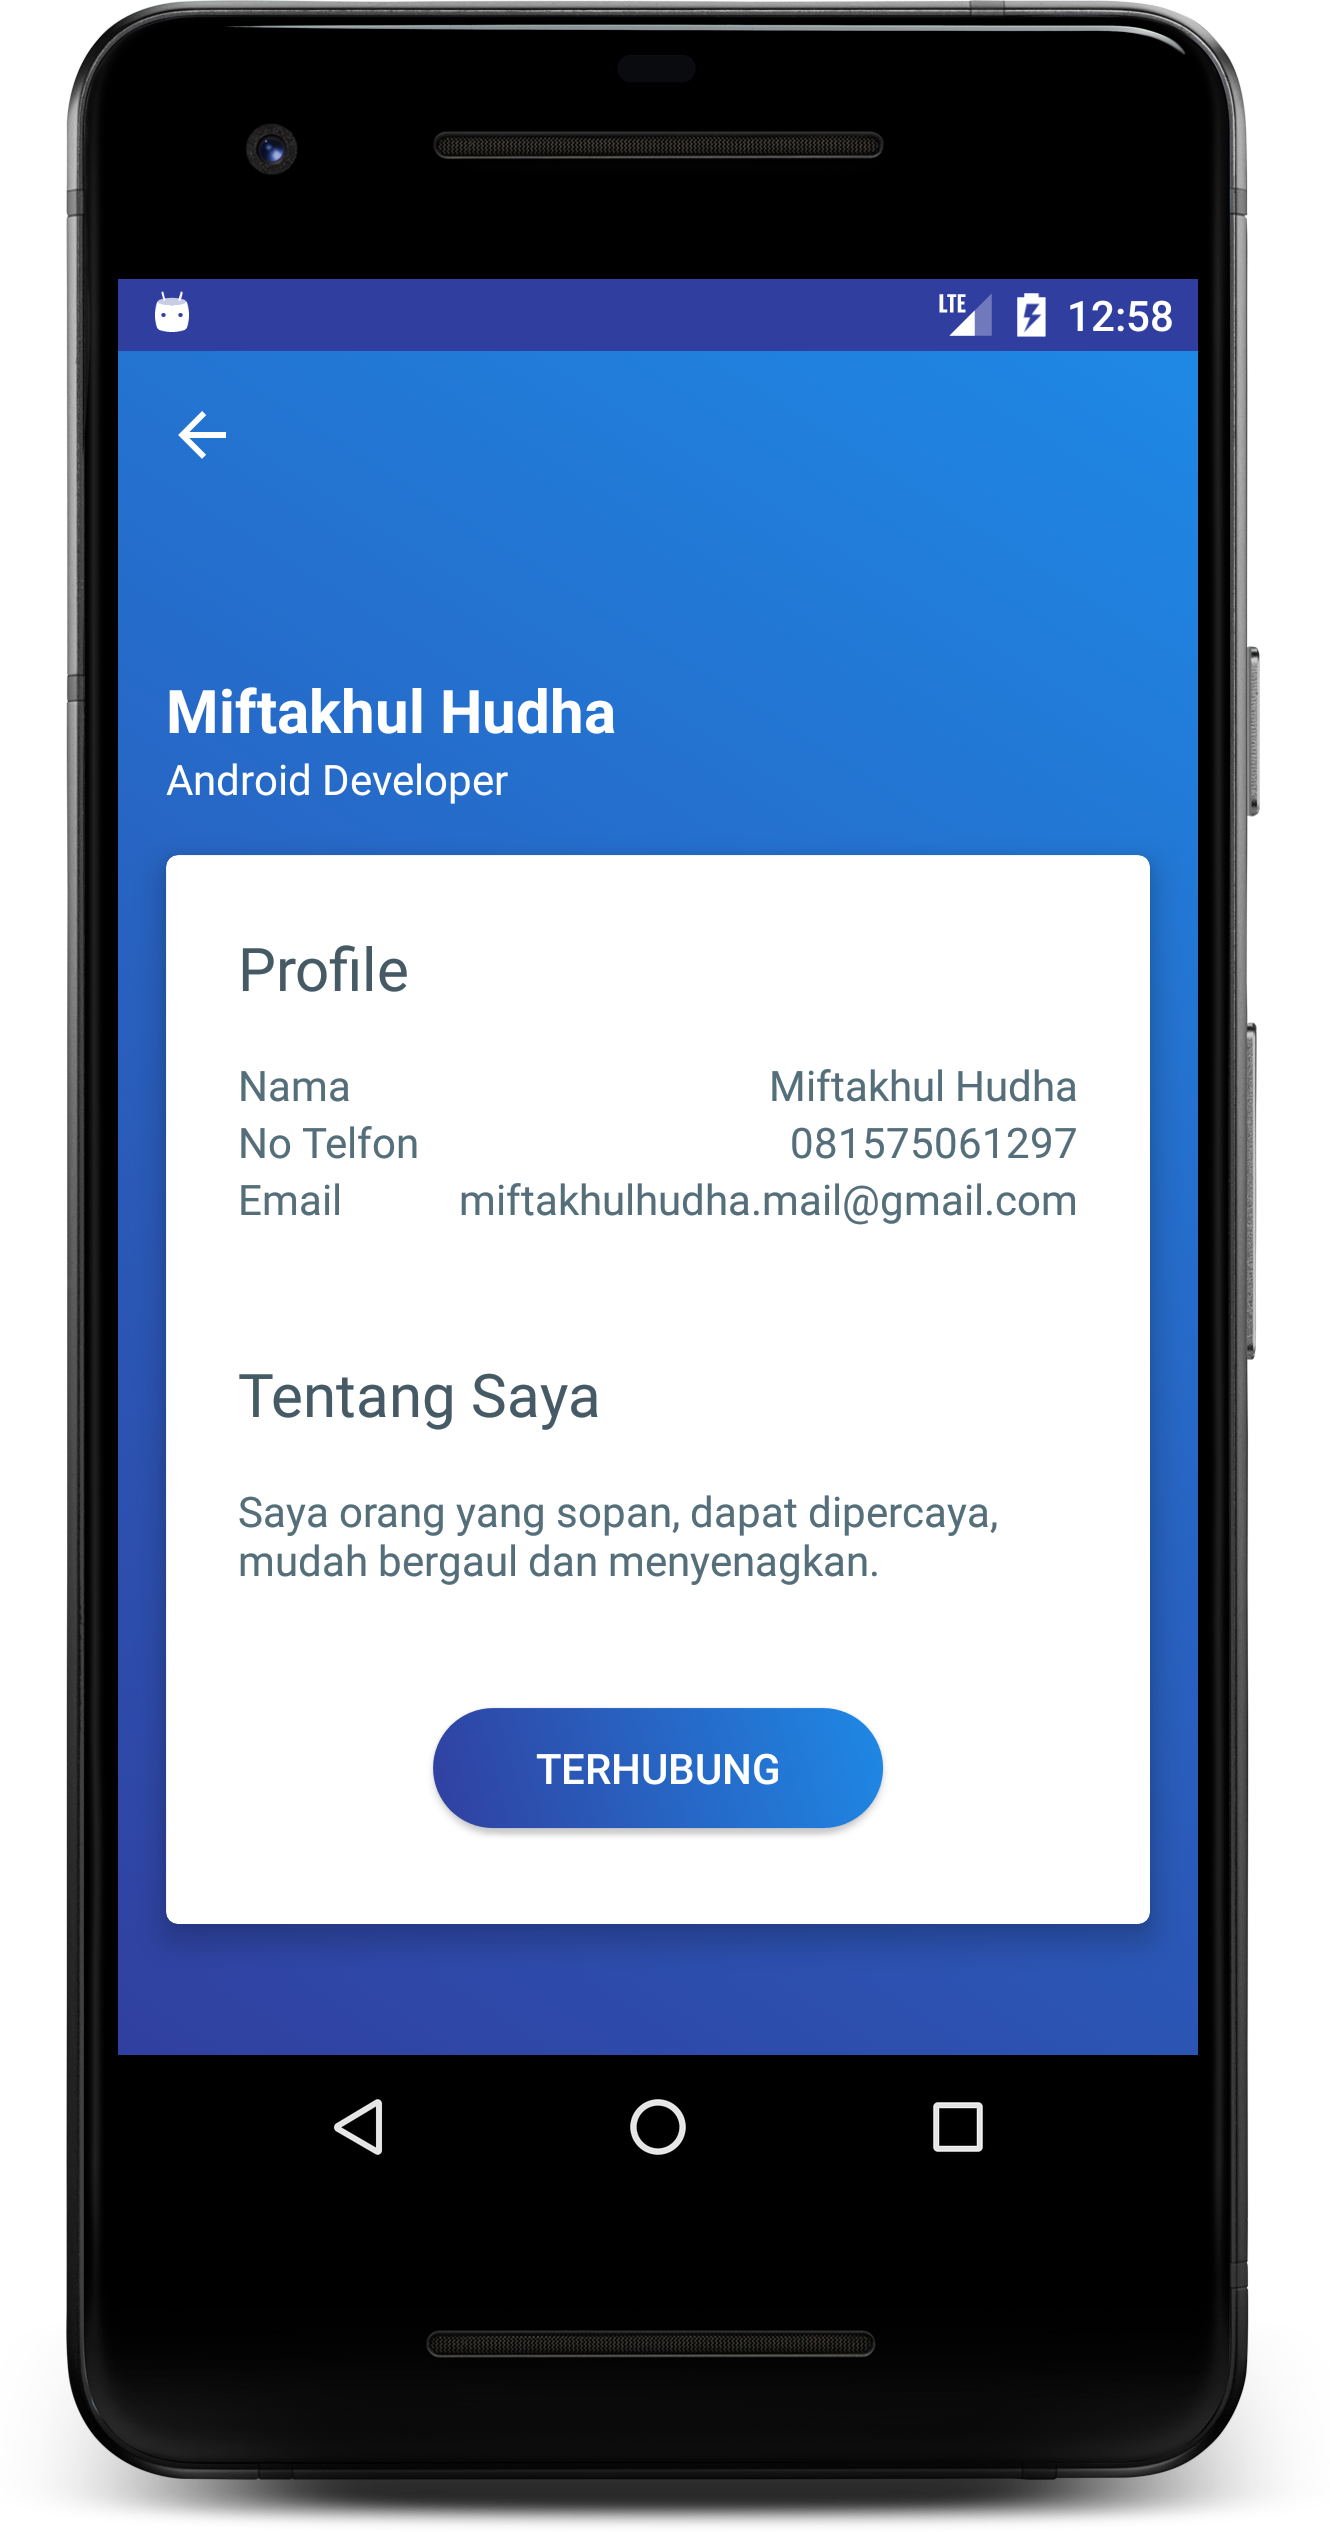 LTE 12:58
Miftakhul Hudha
Android Developer
Profile
Nama Miftakhul Hudha
No Telfon 081575061297
Email miftakhulhudha.mail@gmail.com
Tentang Saya
Saya orang yang sopan, dapat dipercaya,
mudah bergaul dan menyenagkan.
TERHUBUNG